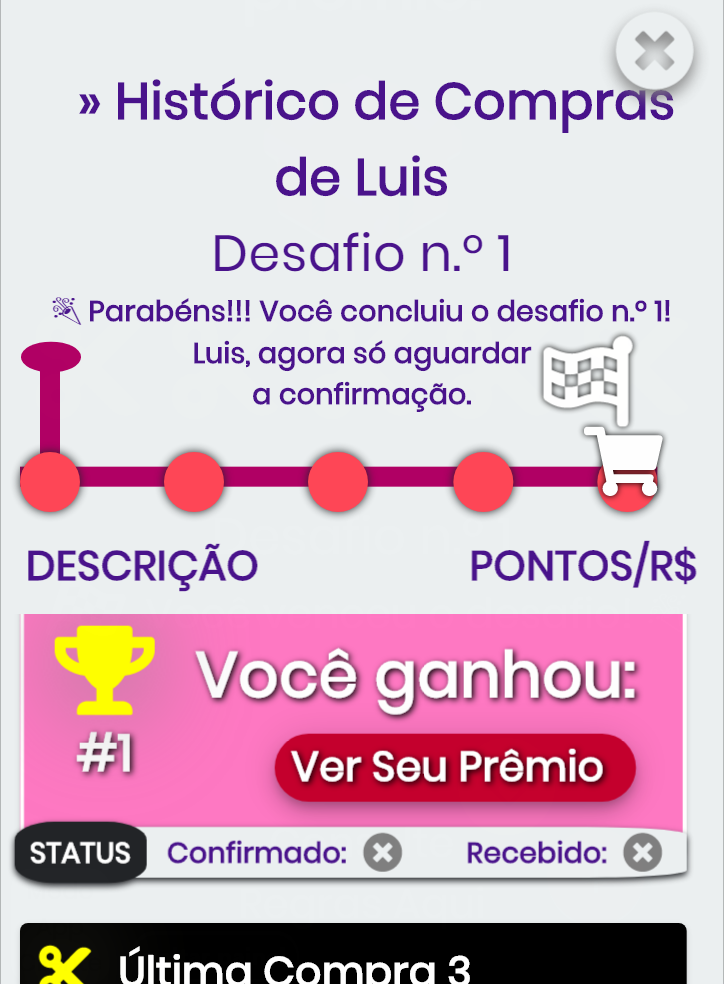 » Histórico de Compras
de Luis
Desafio n.º 1
Parabéns!!! Você concluiu o desafio n.º 1!
Luis, agora só aguardar
a confirmação.
DESCRIÇÃO
PONTOS/R$
Você ganhou:
#1
Ver Seu Prêmio
STATUS
Confirmado:
Recebido:
Última Compra 3